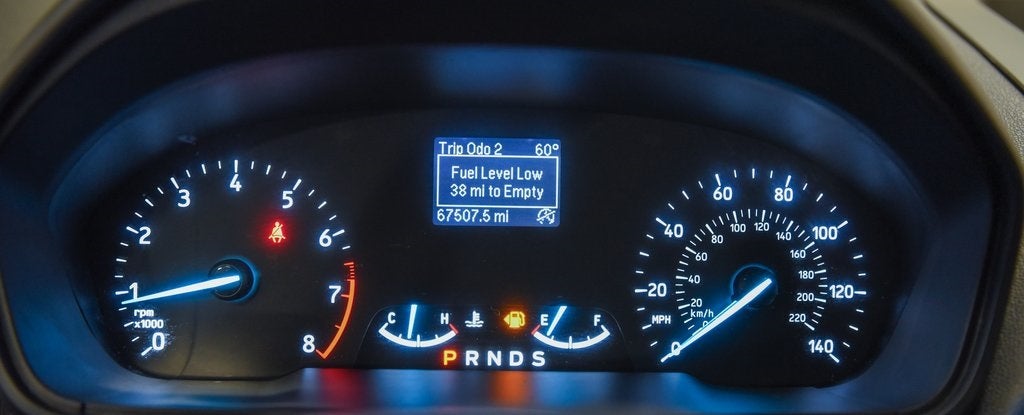 Trip Odo 2 60°
Fuel Level Low
38 mi to Empty
67507.5 mi
0 1 2 3 4 5 6 7 8
rpm
x1000
C H
E F
P R N D S
0 20 40 60 80 100 120 140
MPH
0 20 40 60 80 100 120 140 160 180 200 220
km/h